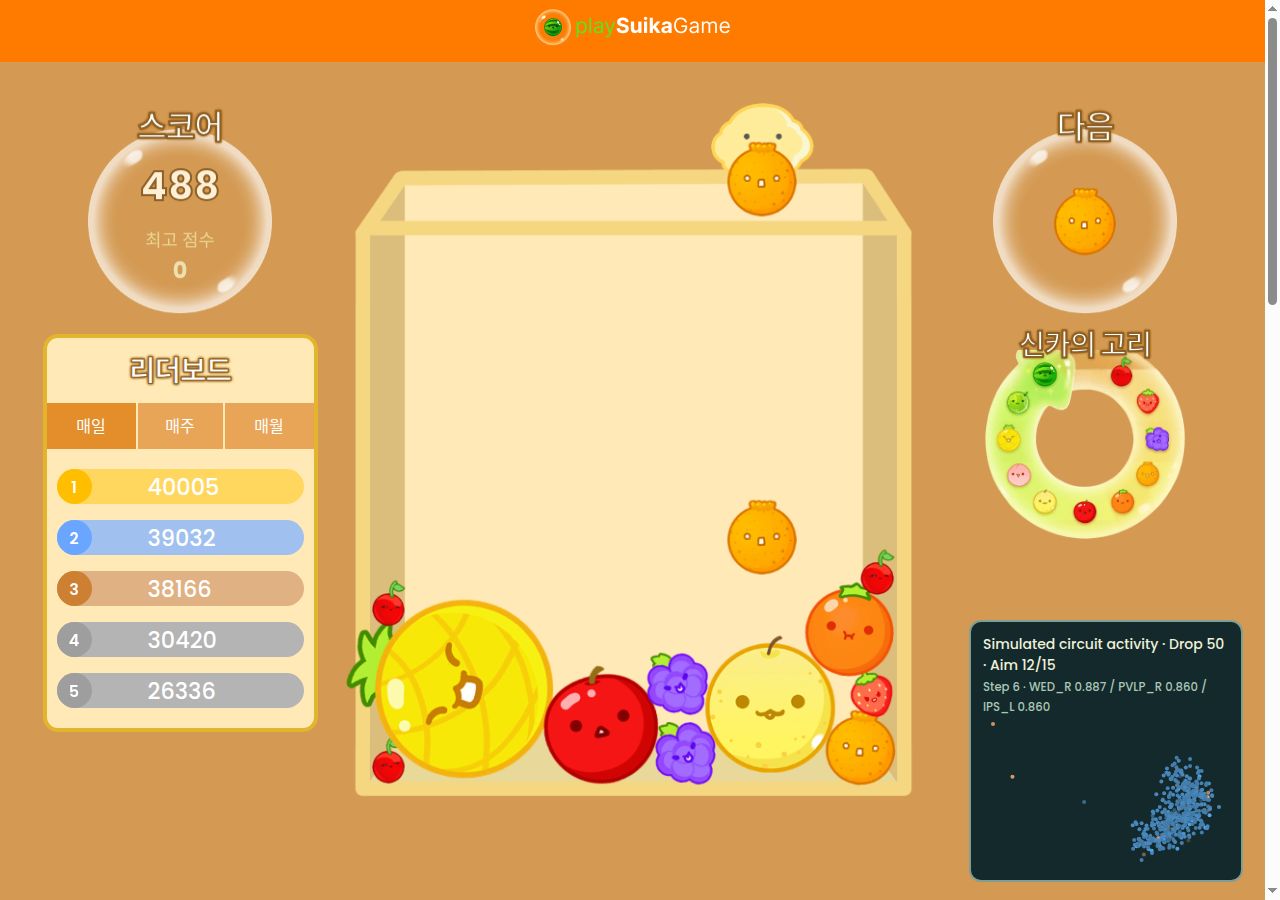 playSuikaGame
스코어
488
최고 점수
0
다음
리더보드
매일 매주 매월
1 40005
2 39032
3 38166
4 30420
5 26336
신카의 고리
Simulated circuit activity · Drop 50
· Aim 12/15
Step 6 · WED_R 0.887 / PVLP_R 0.860 /
IPS_L 0.860